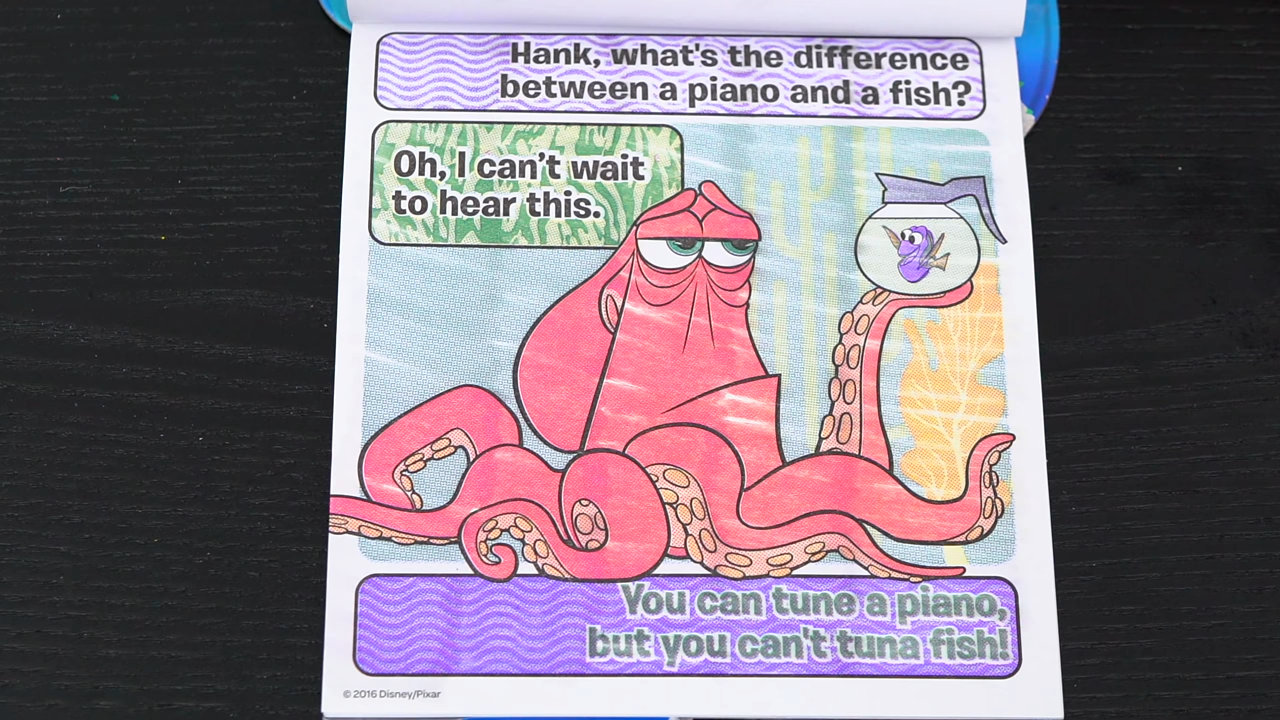 Hank, what's the difference
between a piano and a fish?
Oh, I can't wait
to hear this.
You can tune a piano,
but you can't tuna fish!
© 2016 Disney/Pixar